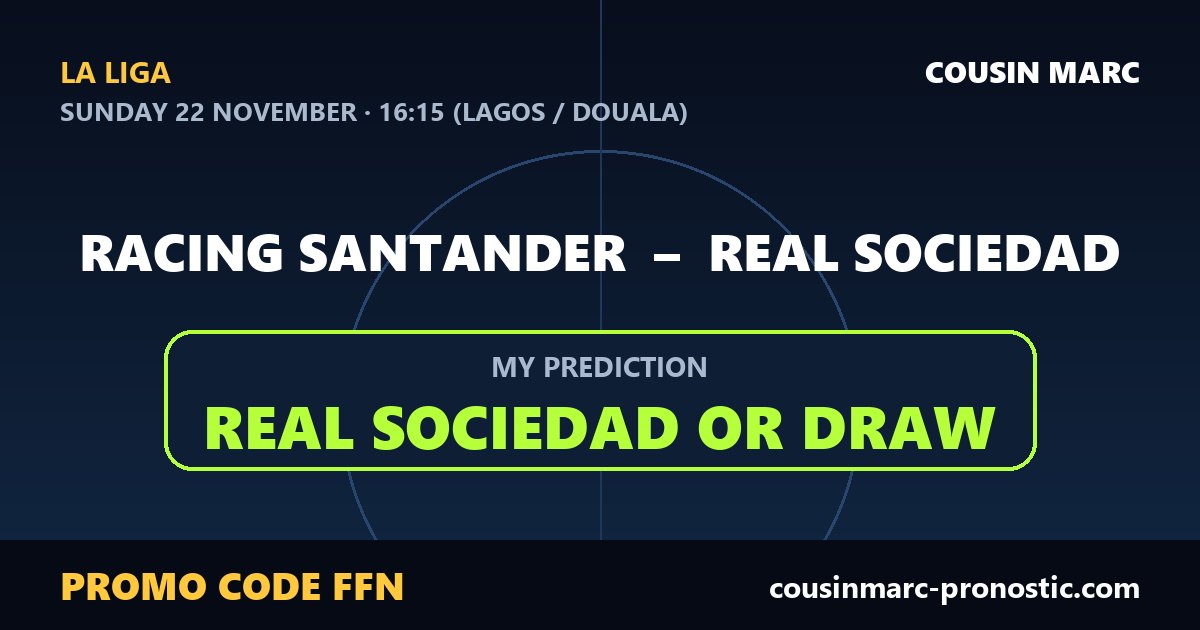 LA LIGA
COUSIN MARC
SUNDAY 22 NOVEMBER · 16:15 (LAGOS / DOUALA)
RACING SANTANDER – REAL SOCIEDAD
MY PREDICTION
REAL SOCIEDAD OR DRAW
PROMO CODE FFN
cousinmarc-pronostic.com